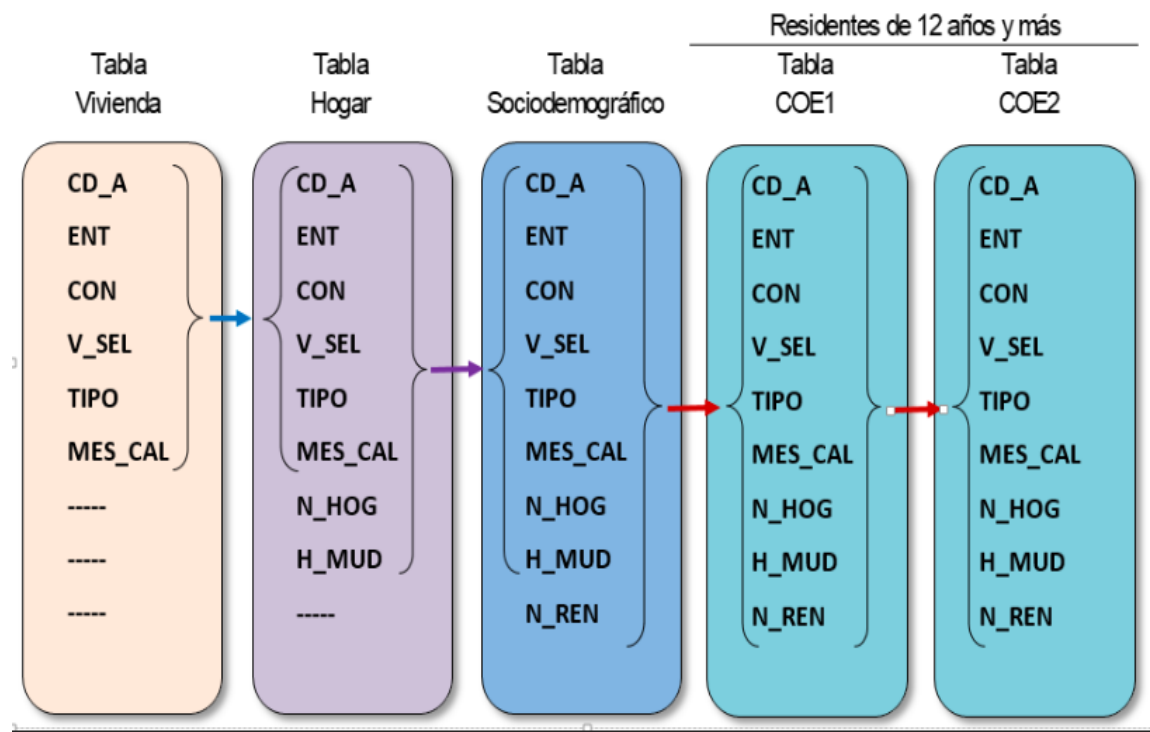 Residentes de 12 años y más
Tabla
Vivienda
Tabla
Hogar
Tabla
Sociodemográfico
Tabla
COE1
Tabla
COE2
CD_A
ENT
CON
V_SEL
TIPO
MES_CAL
-----
-----
-----
CD_A
ENT
CON
V_SEL
TIPO
MES_CAL
N_HOG
H_MUD
-----
CD_A
ENT
CON
V_SEL
TIPO
MES_CAL
N_HOG
H_MUD
N_REN
CD_A
ENT
CON
V_SEL
TIPO
MES_CAL
N_HOG
H_MUD
N_REN
CD_A
ENT
CON
V_SEL
TIPO
MES_CAL
N_HOG
H_MUD
N_REN